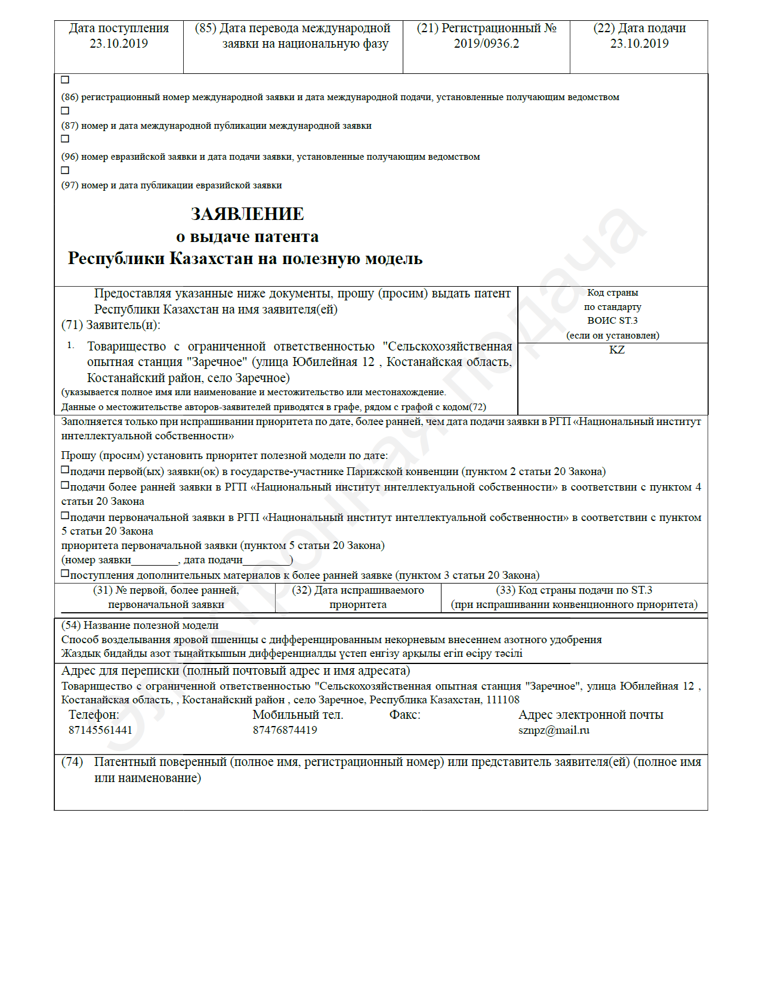 Дата поступления
23.10.2019
(85) Дата перевода международной
заявки на национальную фазу
(21) Регистрационный №
2019/0936.2
(22) Дата подачи
23.10.2019
☐
(86) регистрационный номер международной заявки и дата международной подачи, установленные получающим ведомством
☐
(87) номер и дата международной публикации международной заявки
☐
(96) номер евразийской заявки и дата подачи заявки, установленные получающим ведомством
☐
(97) номер и дата публикации евразийской заявки
ЗАЯВЛЕНИЕ
о выдаче патента
Республики Казахстан на полезную модель
Предоставляя указанные ниже документы, прошу (просим) выдать патент
Республики Казахстан на имя заявителя(ей)
(71) Заявитель(и):
1. Товарищество с ограниченной ответственностью "Сельскохозяйственная
опытная станция "Заречное" (улица Юбилейная 12 , Костанайская область,
Костанайский район, село Заречное)
(указывается полное имя или наименование и местожительство или местонахождение.
Данные о местожительстве авторов-заявителей приводятся в графе, рядом с графой с кодом(72)
Код страны
по стандарту
ВОИС ST.3
(если он установлен)
KZ
Заполняется только при испрашивании приоритета по дате, более ранней, чем дата подачи заявки в РГП «Национальный институт
интеллектуальной собственности»
Прошу (просим) установить приоритет полезной модели по дате:
☐подачи первой(ых) заявки(ок) в государстве-участнике Парижской конвенции (пунктом 2 статьи 20 Закона)
☐подачи более ранней заявки в РГП «Национальный институт интеллектуальной собственности» в соответствии с пунктом 4
статьи 20 Закона
☐подачи первоначальной заявки в РГП «Национальный институт интеллектуальной собственности» в соответствии с пунктом
5 статьи 20 Закона
приоритета первоначальной заявки (пунктом 5 статьи 20 Закона)
(номер заявки________, дата подачи________)
☐поступления дополнительных материалов к более ранней заявке (пунктом 3 статьи 20 Закона)
(31) № первой, более ранней,
первоначальной заявки
(32) Дата испрашиваемого
приоритета
(33) Код страны подачи по ST.3
(при испрашивании конвенционного приоритета)
(54) Название полезной модели
Способ возделывания яровой пшеницы с дифференцированным некорневым внесением азотного удобрения
Жаздық бидайды азот тыңайтқышын дифференциалды үстеп енгізу арқылы егіп өсіру тәсілі
Адрес для переписки (полный почтовый адрес и имя адресата)
Товарищество с ограниченной ответственностью "Сельскохозяйственная опытная станция "Заречное", улица Юбилейная 12 ,
Костанайская область, , Костанайский район , село Заречное, Республика Казахстан, 111108
Телефон:
87145561441
Мобильный тел.
87476874419
Факс:
Адрес электронной почты
sznpz@mail.ru
(74) Патентный поверенный (полное имя, регистрационный номер) или представитель заявителя(ей) (полное имя
или наименование)
Электронная подача